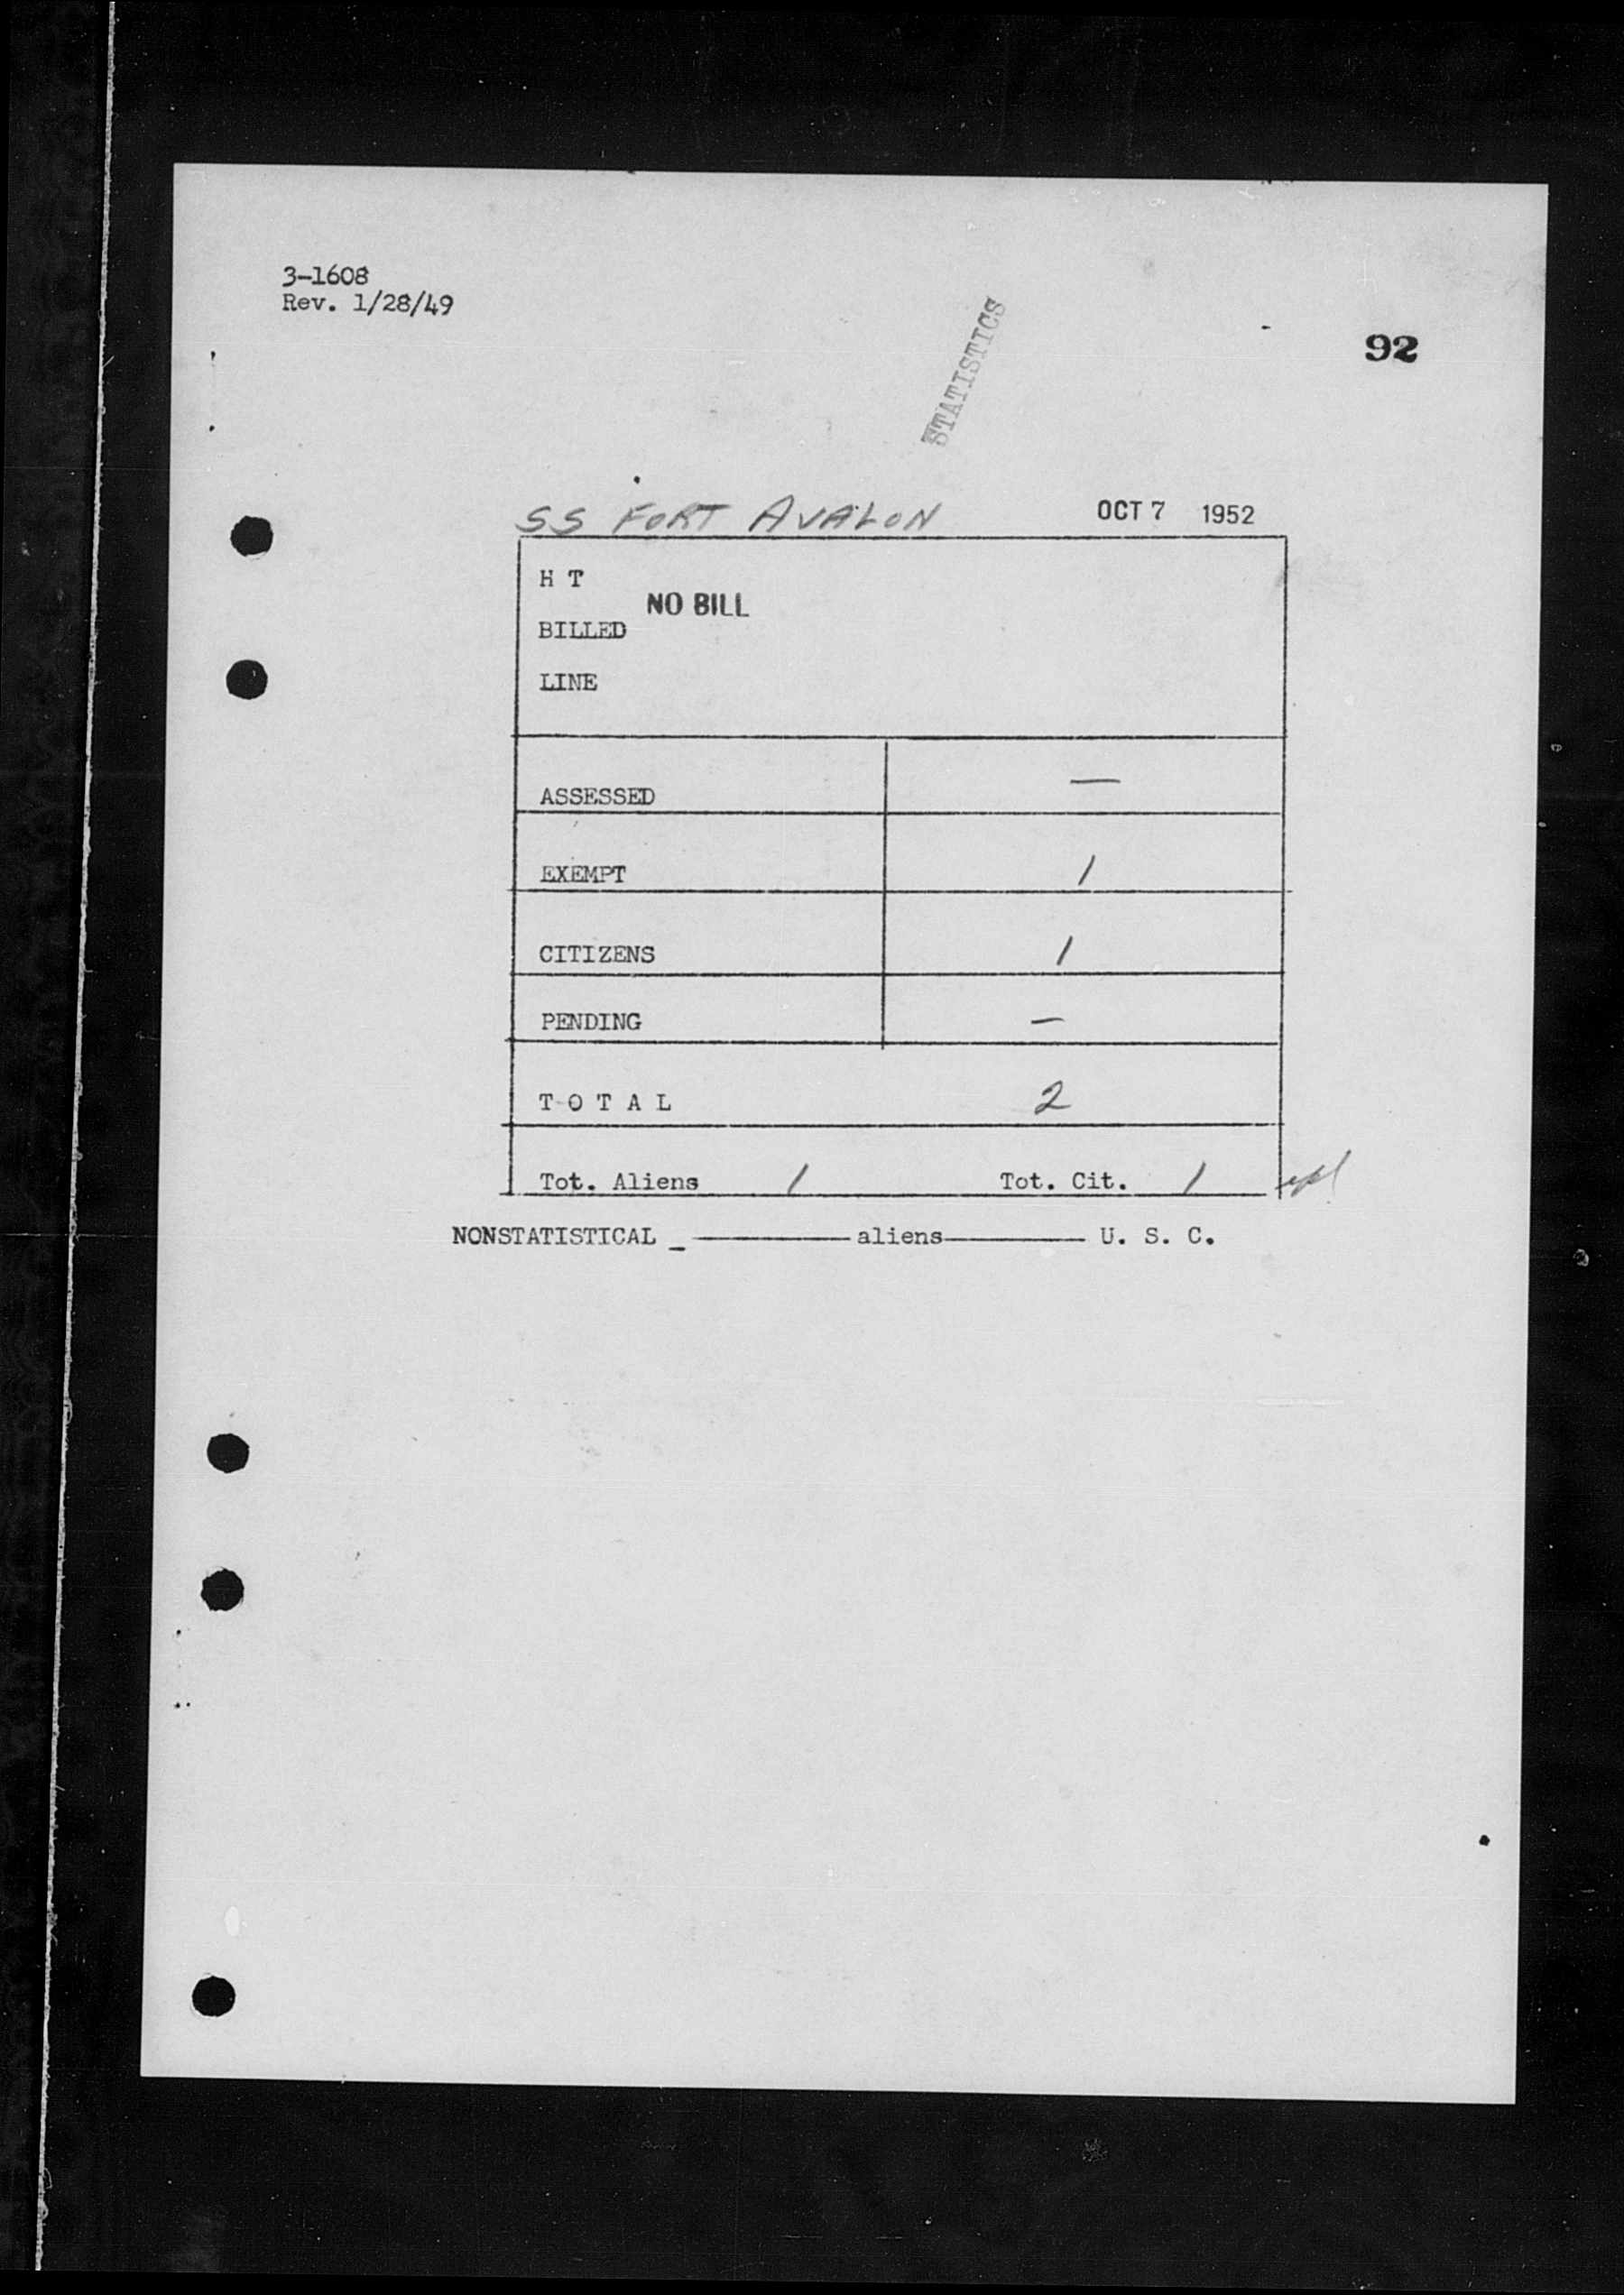 3-1608
Rev. 1/28/49
STATISTICS
92
SS FORT AVALON OCT 7 1952
H T
NO BILL
BILLED
LINE
ASSESSED —
EXEMPT 1
CITIZENS 1
PENDING —
T O T A L 2
Tot. Aliens 1 Tot. Cit. 1
NONSTATISTICAL _ ———— aliens———— U. S. C.